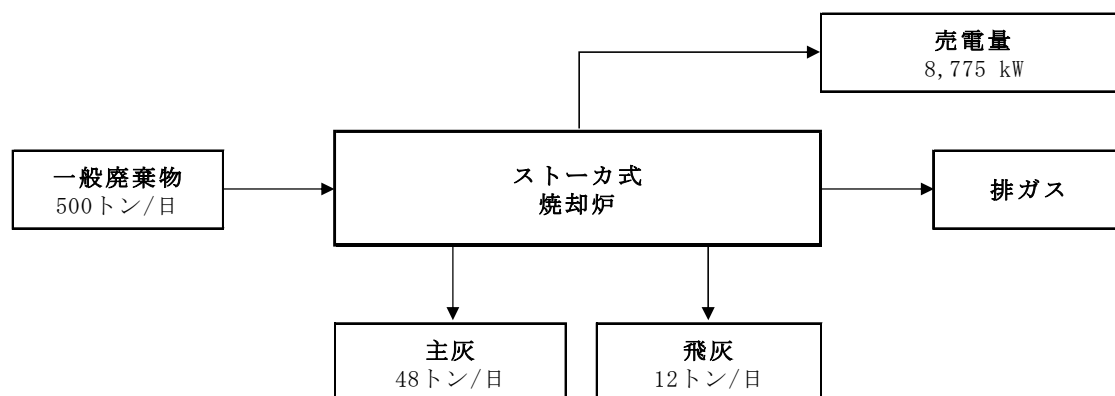 売電量
8,775 kW
一般廃棄物
500トン/日
ストーカ式
焼却炉
排ガス
主灰
48トン/日
飛灰
12トン/日